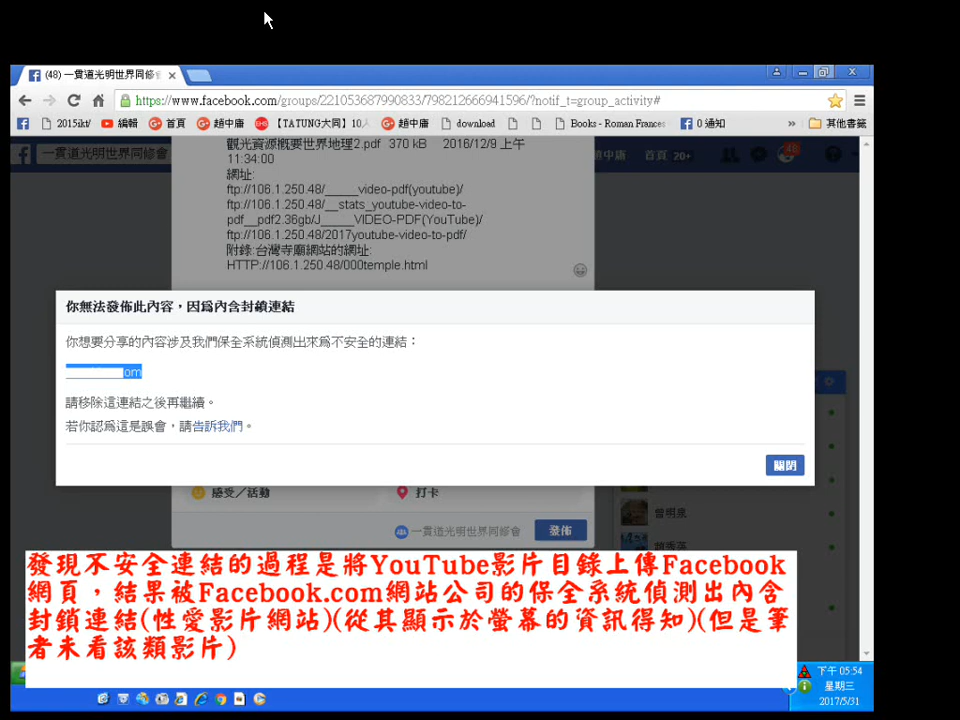 (48) 一貫道光明世界同修
https://www.facebook.com/groups/221053687990833/798212666941596/?notif_t=group_activity#
2015ikt/ 編輯 首頁 趙中庸 【TATUNG大同】10 趙中庸 download Books - Roman Frances 0 通知 » 其他書籤
一貫道光明世界同修會 趙中庸 首頁 20+ 48
觀光資源概要世界地理2.pdf 370 kB 2016/12/9 上午
11:34:00
網址:
ftp://106.1.250.48/_____video-pdf(youtube)/
ftp://106.1.250.48/__stats_youtube-video-to-
pdf__pdf2.36gb/J_____VIDEO-PDF(YouTube)/
ftp://106.1.250.48/2017youtube-video-to-pdf/
附錄:台灣寺廟網站的網址:
HTTP://106.1.250.48/000temple.html
你無法發佈此內容，因為內含封鎖連結
你想要分享的內容涉及我們保全系統偵測出來為不安全的連結：
om
請移除這連結之後再繼續。
若你認為這是誤會，請告訴我們。
關閉
感受／活動 打卡
曾明泉
一貫道光明世界同修會 發佈
發現不安全連結的過程是將YouTube影片目錄上傳Facebook
網頁，結果被Facebook.com網站公司的保全系統偵測出內含
封鎖連結(性愛影片網站)(從其顯示於螢幕的資訊得知)(但是筆
者未看該類影片)
下午 05:54
星期三
2017/5/31